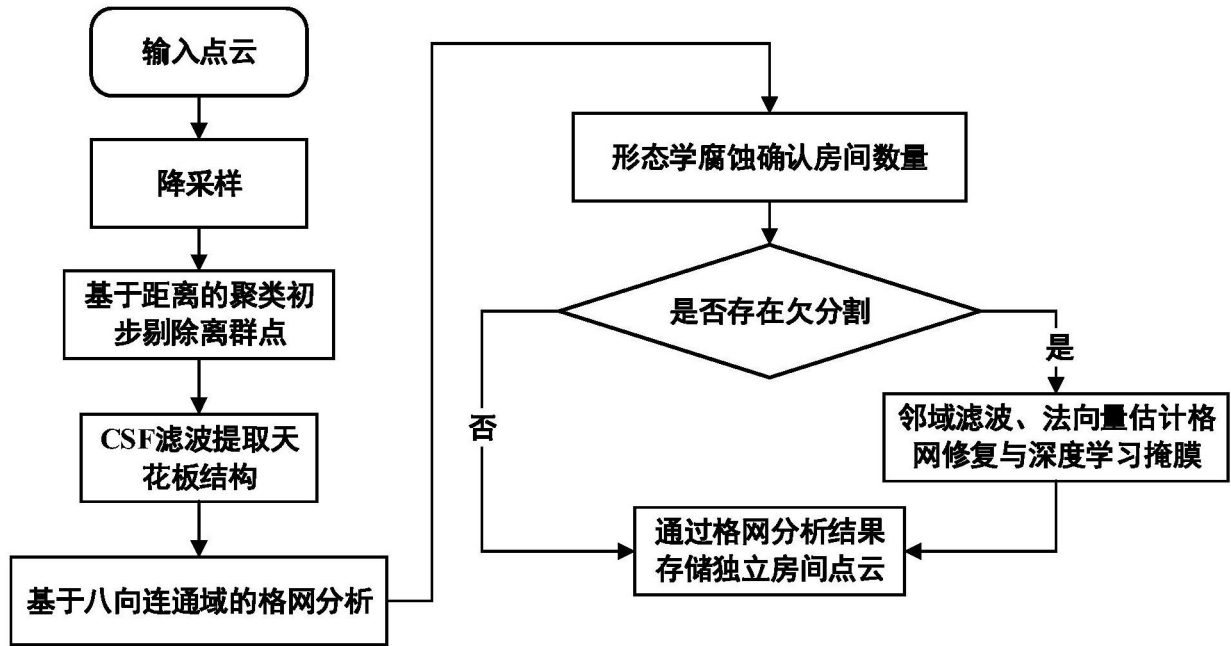 输入点云
降采样
基于距离的聚类初
步剔除离群点
CSF滤波提取天
花板结构
基于八向连通域的格网分析
形态学腐蚀确认房间数量
是否存在欠分割
否
是
邻域滤波、法向量估计格
网修复与深度学习掩膜
通过格网分析结果
存储独立房间点云